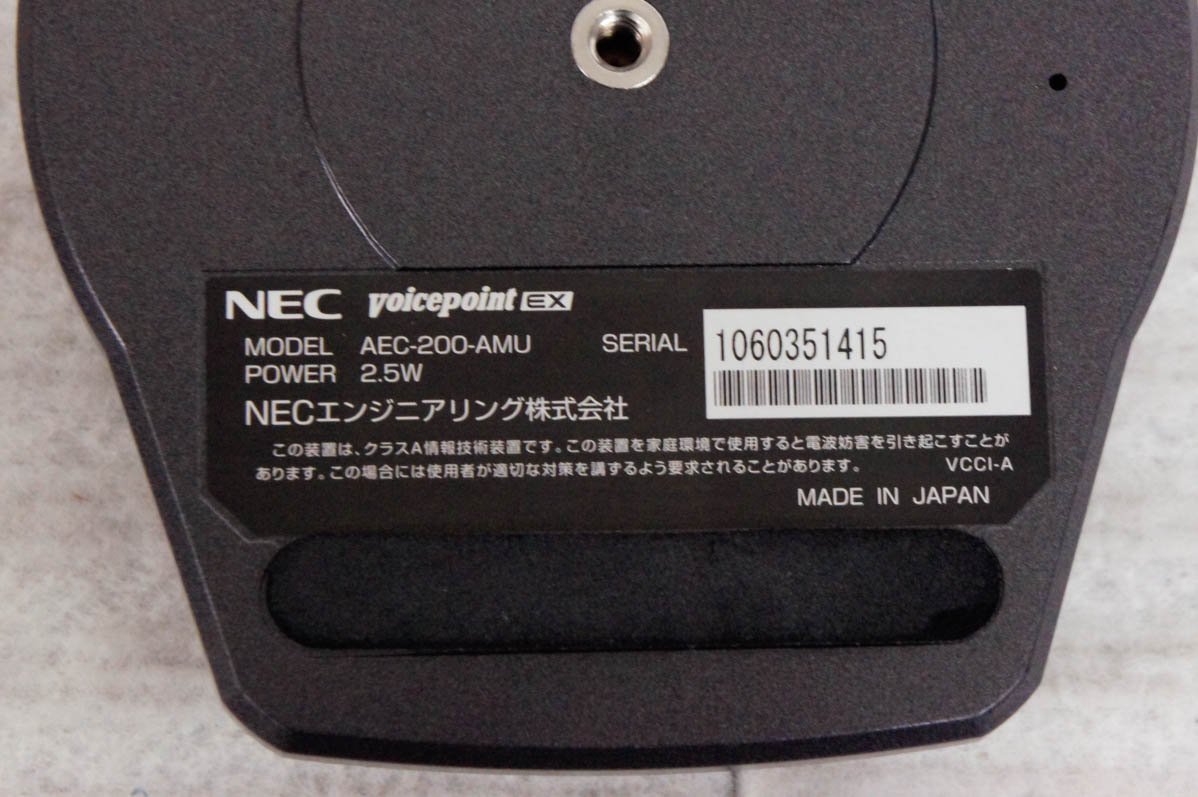 NEC voicepoint EX
MODEL AEC-200-AMU SERIAL 1060351415
POWER 2.5W
NECエンジニアリング株式会社
この装置は、クラスA情報技術装置です。この装置を家庭環境で使用すると電波妨害を引き起こすことが
あります。この場合には使用者が適切な対策を講ずるよう要求されることがあります。 VCCI-A
MADE IN JAPAN